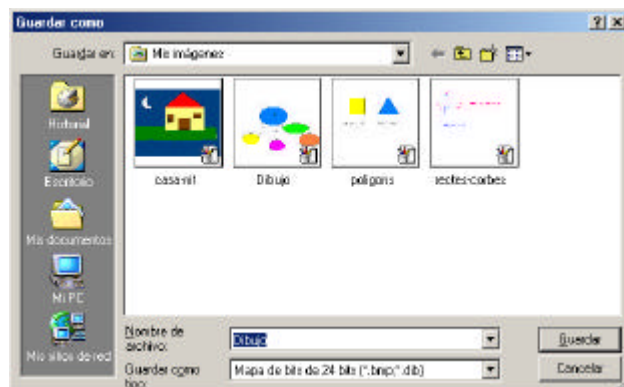 Guardar como
Guardar en:
Mis imágenes
Historial
Escritorio
Mis documentos
Mi PC
Mis sitios de red
casa-nit
Dibujo
poligons
rectes-corbes
Nombre de
archivo:
Dibujo
Guardar
Guardar como
tipo:
Mapa de bits de 24 bits (*.bmp;*.dib)
Cancelar